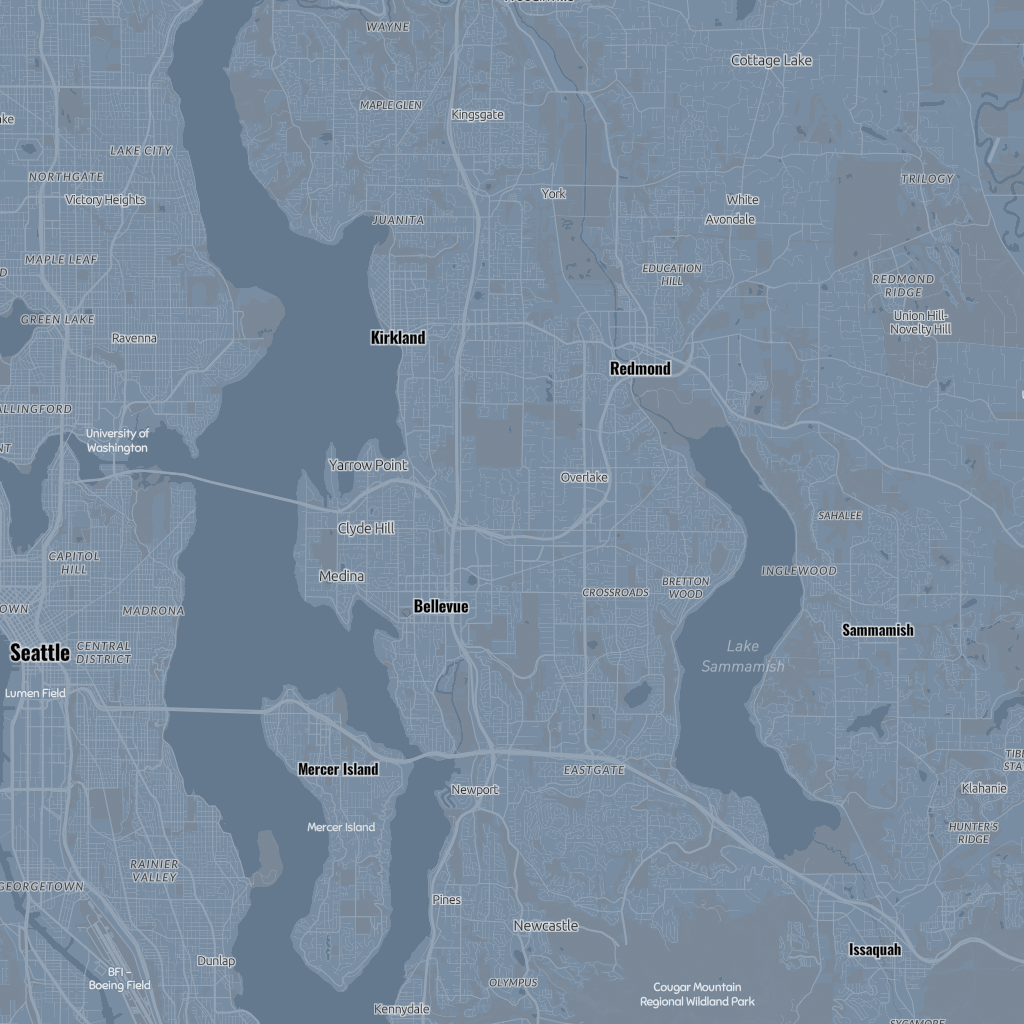 WAYNE
Cottage Lake
MAPLE GLEN
Kingsgate
LAKE CITY
NORTHGATE
TRILOGY
Victory Heights
York
White
Avondale
JUANITA
MAPLE LEAF
EDUCATION
HILL
REDMOND
RIDGE
GREEN LAKE
Union Hill-
Novelty Hill
Ravenna
Kirkland
Redmond
University of
Washington
Yarrow Point
Overlake
SAHALEE
Clyde Hill
CAPITOL
HILL
INGLEWOOD
Medina
BRETTON
WOOD
CROSSROADS
Bellevue
MADRONA
Sammamish
Seattle
CENTRAL
DISTRICT
Lake
Sammamish
Lumen Field
Mercer Island
EASTGATE
Newport
Klahanie
Mercer Island
HUNTER'S
RIDGE
RAINIER
VALLEY
GEORGETOWN
Pines
Newcastle
Issaquah
Dunlap
BFI –
Boeing Field
OLYMPUS
Cougar Mountain
Regional Wildland Park
Kennydale